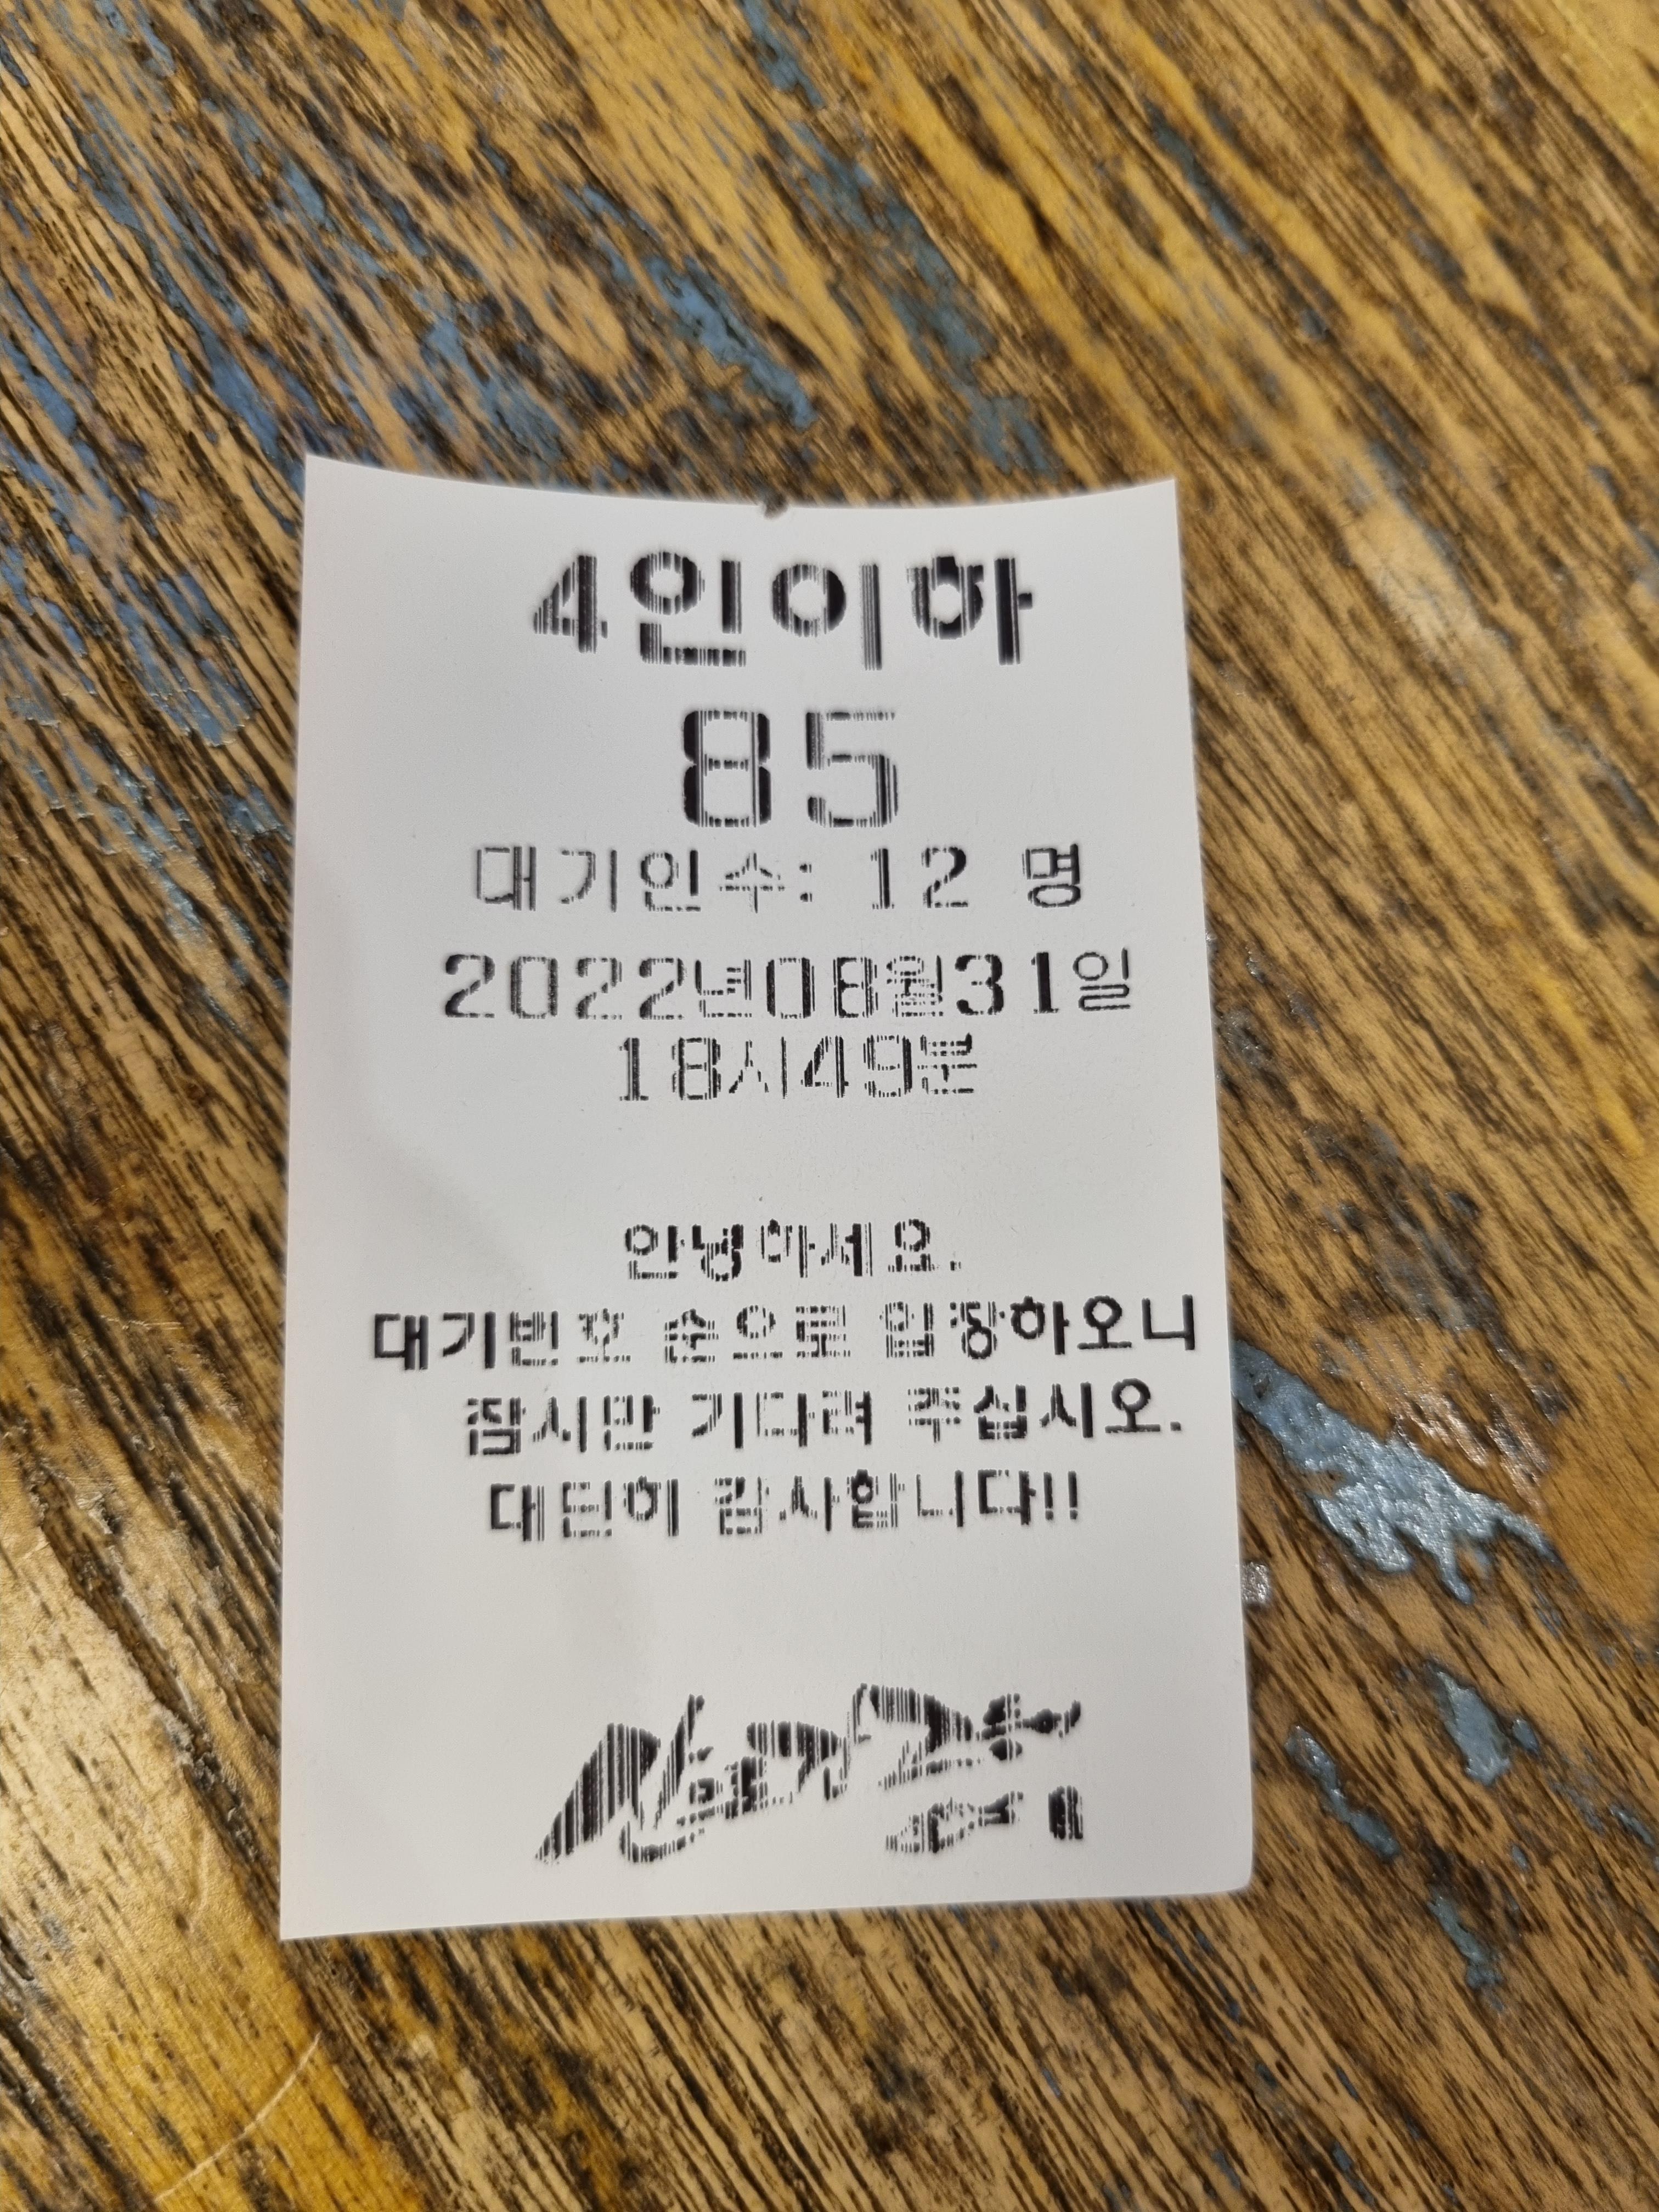 4인이하
85
대기인수: 12 명
2022년08월31일
18시49분
안녕하세요.
대기번호 순으로 입장하오니
잠시만 기다려 주십시오.
대단히 감사합니다!!